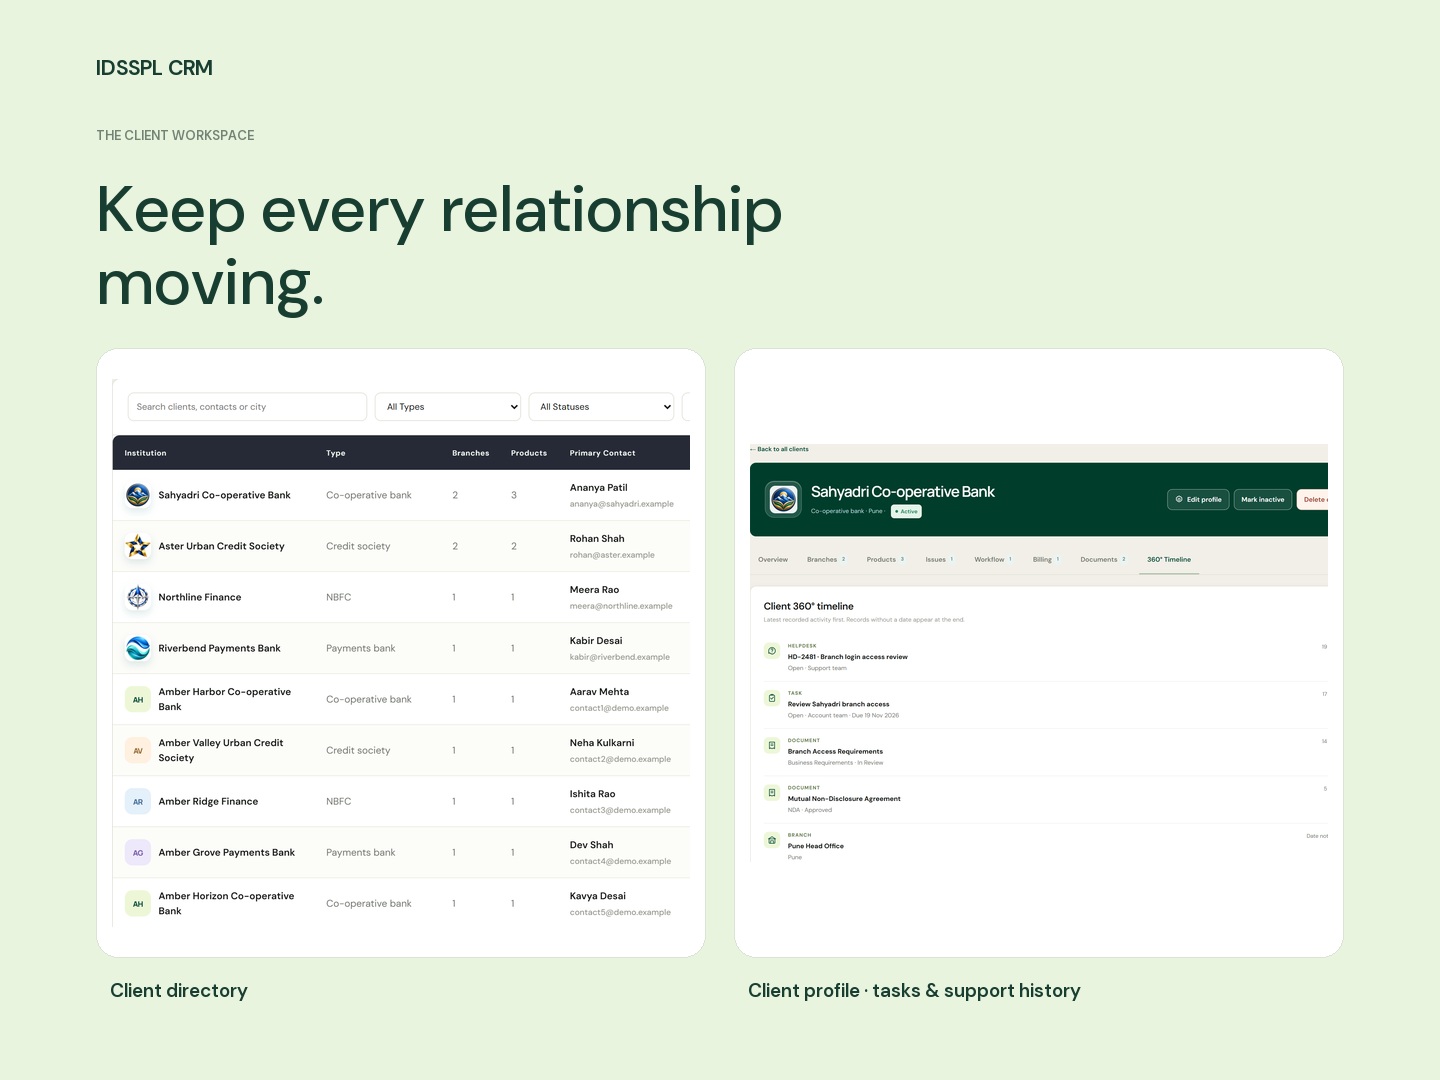 IDSSPL CRM
THE CLIENT WORKSPACE
Keep every relationship
moving.
Search clients, contacts or city
All Types
All Statuses
Institution Type Branches Products Primary Contact
Sahyadri Co-operative Bank Co-operative bank 2 3 Ananya Patil
ananya@sahyadri.example
Aster Urban Credit Society Credit society 2 2 Rohan Shah
rohan@aster.example
Northline Finance NBFC 1 1 Meera Rao
meera@northline.example
Riverbend Payments Bank Payments bank 1 1 Kabir Desai
kabir@riverbend.example
AH Amber Harbor Co-operative
Bank Co-operative bank 1 1 Aarav Mehta
contact1@demo.example
AV Amber Valley Urban Credit
Society Credit society 1 1 Neha Kulkarni
contact2@demo.example
AR Amber Ridge Finance NBFC 1 1 Ishita Rao
contact3@demo.example
AG Amber Grove Payments Bank Payments bank 1 1 Dev Shah
contact4@demo.example
AH Amber Horizon Co-operative
Bank Co-operative bank 1 1 Kavya Desai
contact5@demo.example
Client directory
← Back to all clients
Sahyadri Co-operative Bank
Co-operative bank · Pune · Active
Edit profile Mark inactive Delete
Overview Branches 2 Products 3 Issues 1 Workflow 1 Billing 1 Documents 2 360° Timeline
Client 360° timeline
Latest recorded activity first. Records without a date appear at the end.
HELPDESK 19
HD-2481 · Branch login access review
Open · Support team
TASK 17
Review Sahyadri branch access
Open · Account team · Due 19 Nov 2026
DOCUMENT 14
Branch Access Requirements
Business Requirements · In Review
DOCUMENT 5
Mutual Non-Disclosure Agreement
NDA · Approved
BRANCH Date not
Pune Head Office
Pune
Client profile · tasks & support history